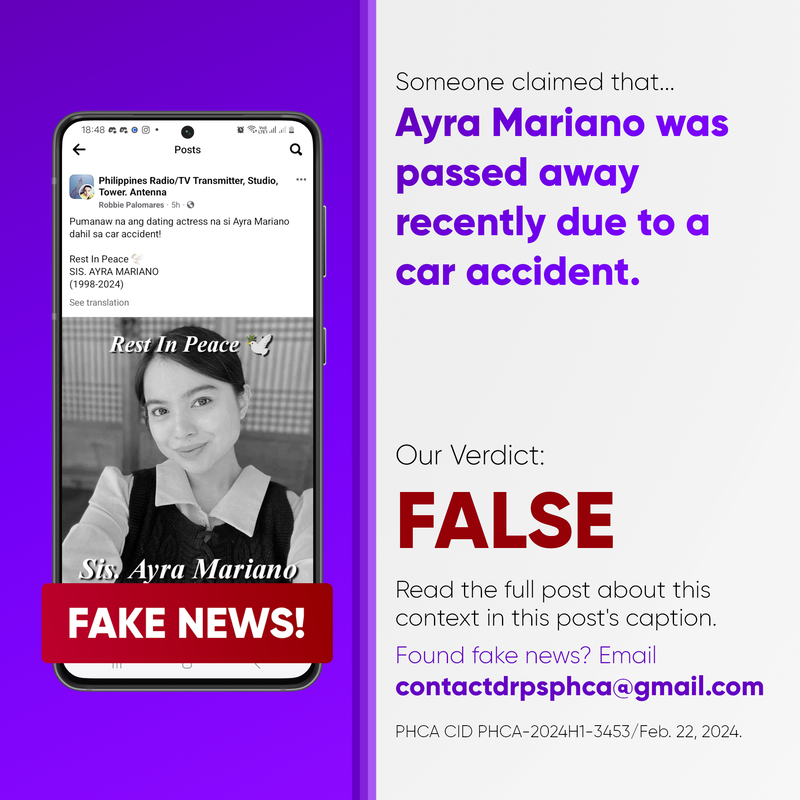 18:48
Posts
Philippines Radio/TV Transmitter, Studio,
Tower. Antenna
Robbie Palomares · 5h ·
Pumanaw na ang dating actress na si Ayra Mariano
dahil sa car accident!
Rest In Peace 🕊️
SIS. AYRA MARIANO
(1998-2024)
See translation
Rest In Peace 🕊️
Sis. Ayra Mariano
FAKE NEWS!
Someone claimed that...
Ayra Mariano was
passed away
recently due to a
car accident.
Our Verdict:
FALSE
Read the full post about this
context in this post's caption.
Found fake news? Email
contactdrpsphca@gmail.com
PHCA CID PHCA-2024H1-3453/Feb. 22, 2024.